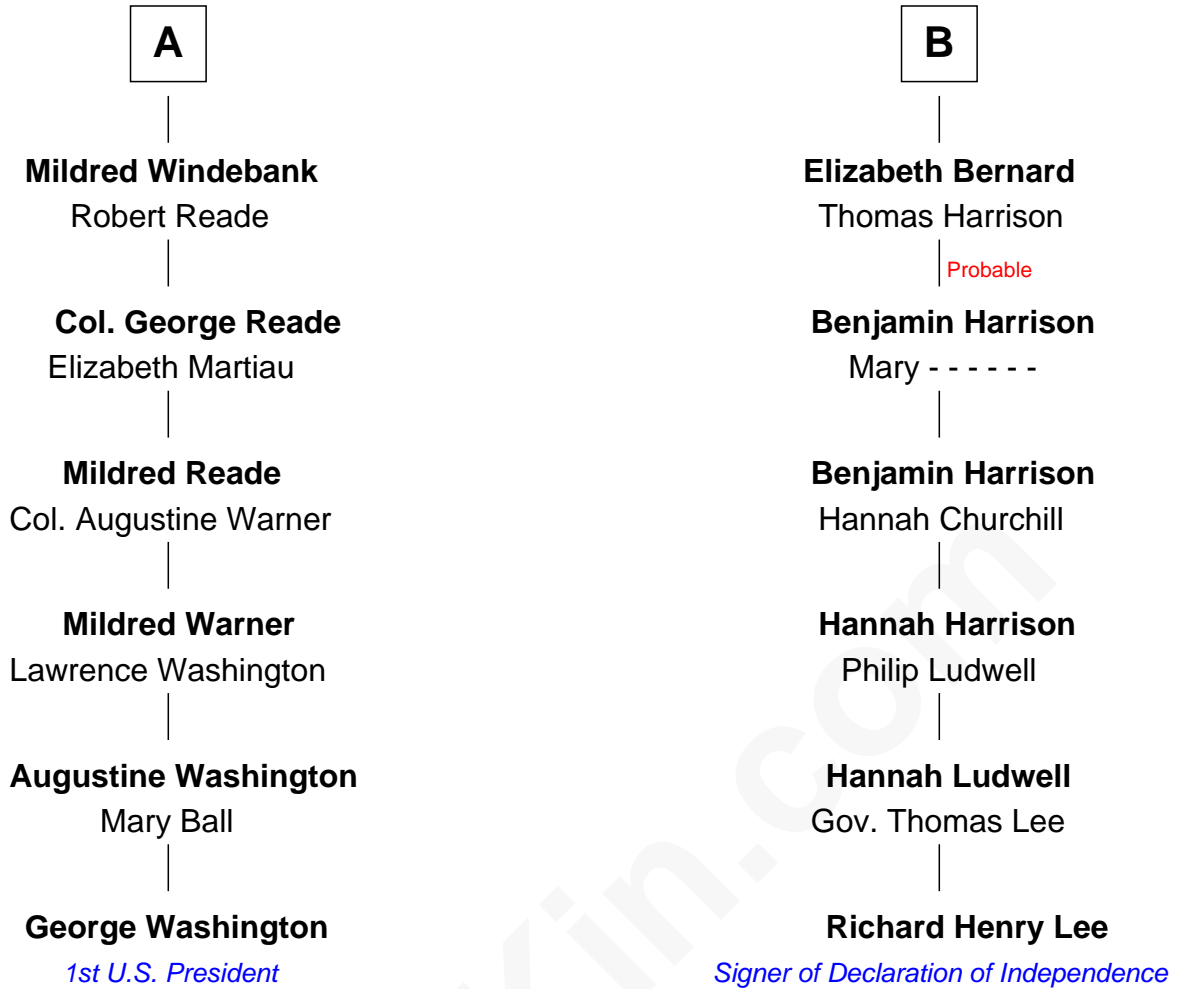 A
Mildred Windebank
Robert Reade
Col. George Reade
Elizabeth Martiau
Mildred Reade
Col. Augustine Warner
Mildred Warner
Lawrence Washington
Augustine Washington
Mary Ball
George Washington
1st U.S. President
B
Elizabeth Bernard
Thomas Harrison
Probable
Benjamin Harrison
Mary - - - - - -
Benjamin Harrison
Hannah Churchill
Hannah Harrison
Philip Ludwell
Hannah Ludwell
Gov. Thomas Lee
Richard Henry Lee
Signer of Declaration of Independence